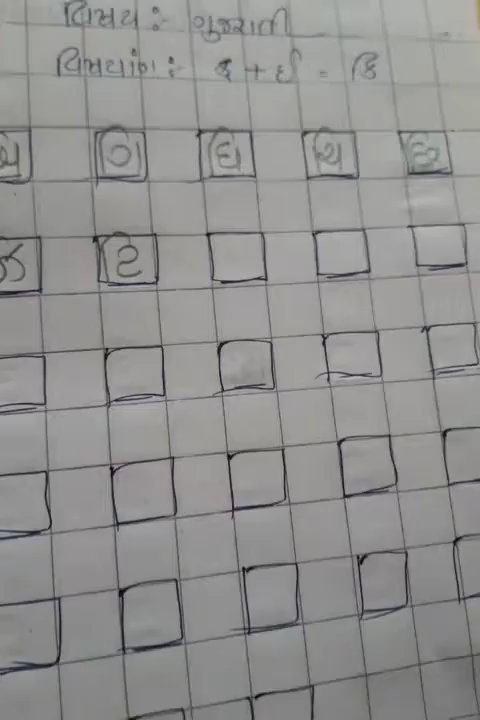 વિષય :- ગુજરાતી
વિષયાંગ :- ક + ઈ = કિ
ગ ઘ ચ છ
જ ટ